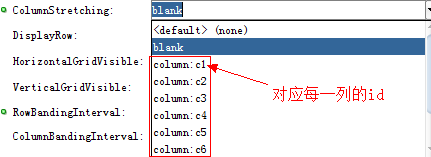 ColumnStretching: blank
DisplayRow: <default> (none)
blank
HorizontalGridVisible: column:c1
column:c2
VerticalGridVisible: column:c3
column:c4
RowBandingInterval: column:c5
ColumnBandingInterval: column:c6
对应每一列的id